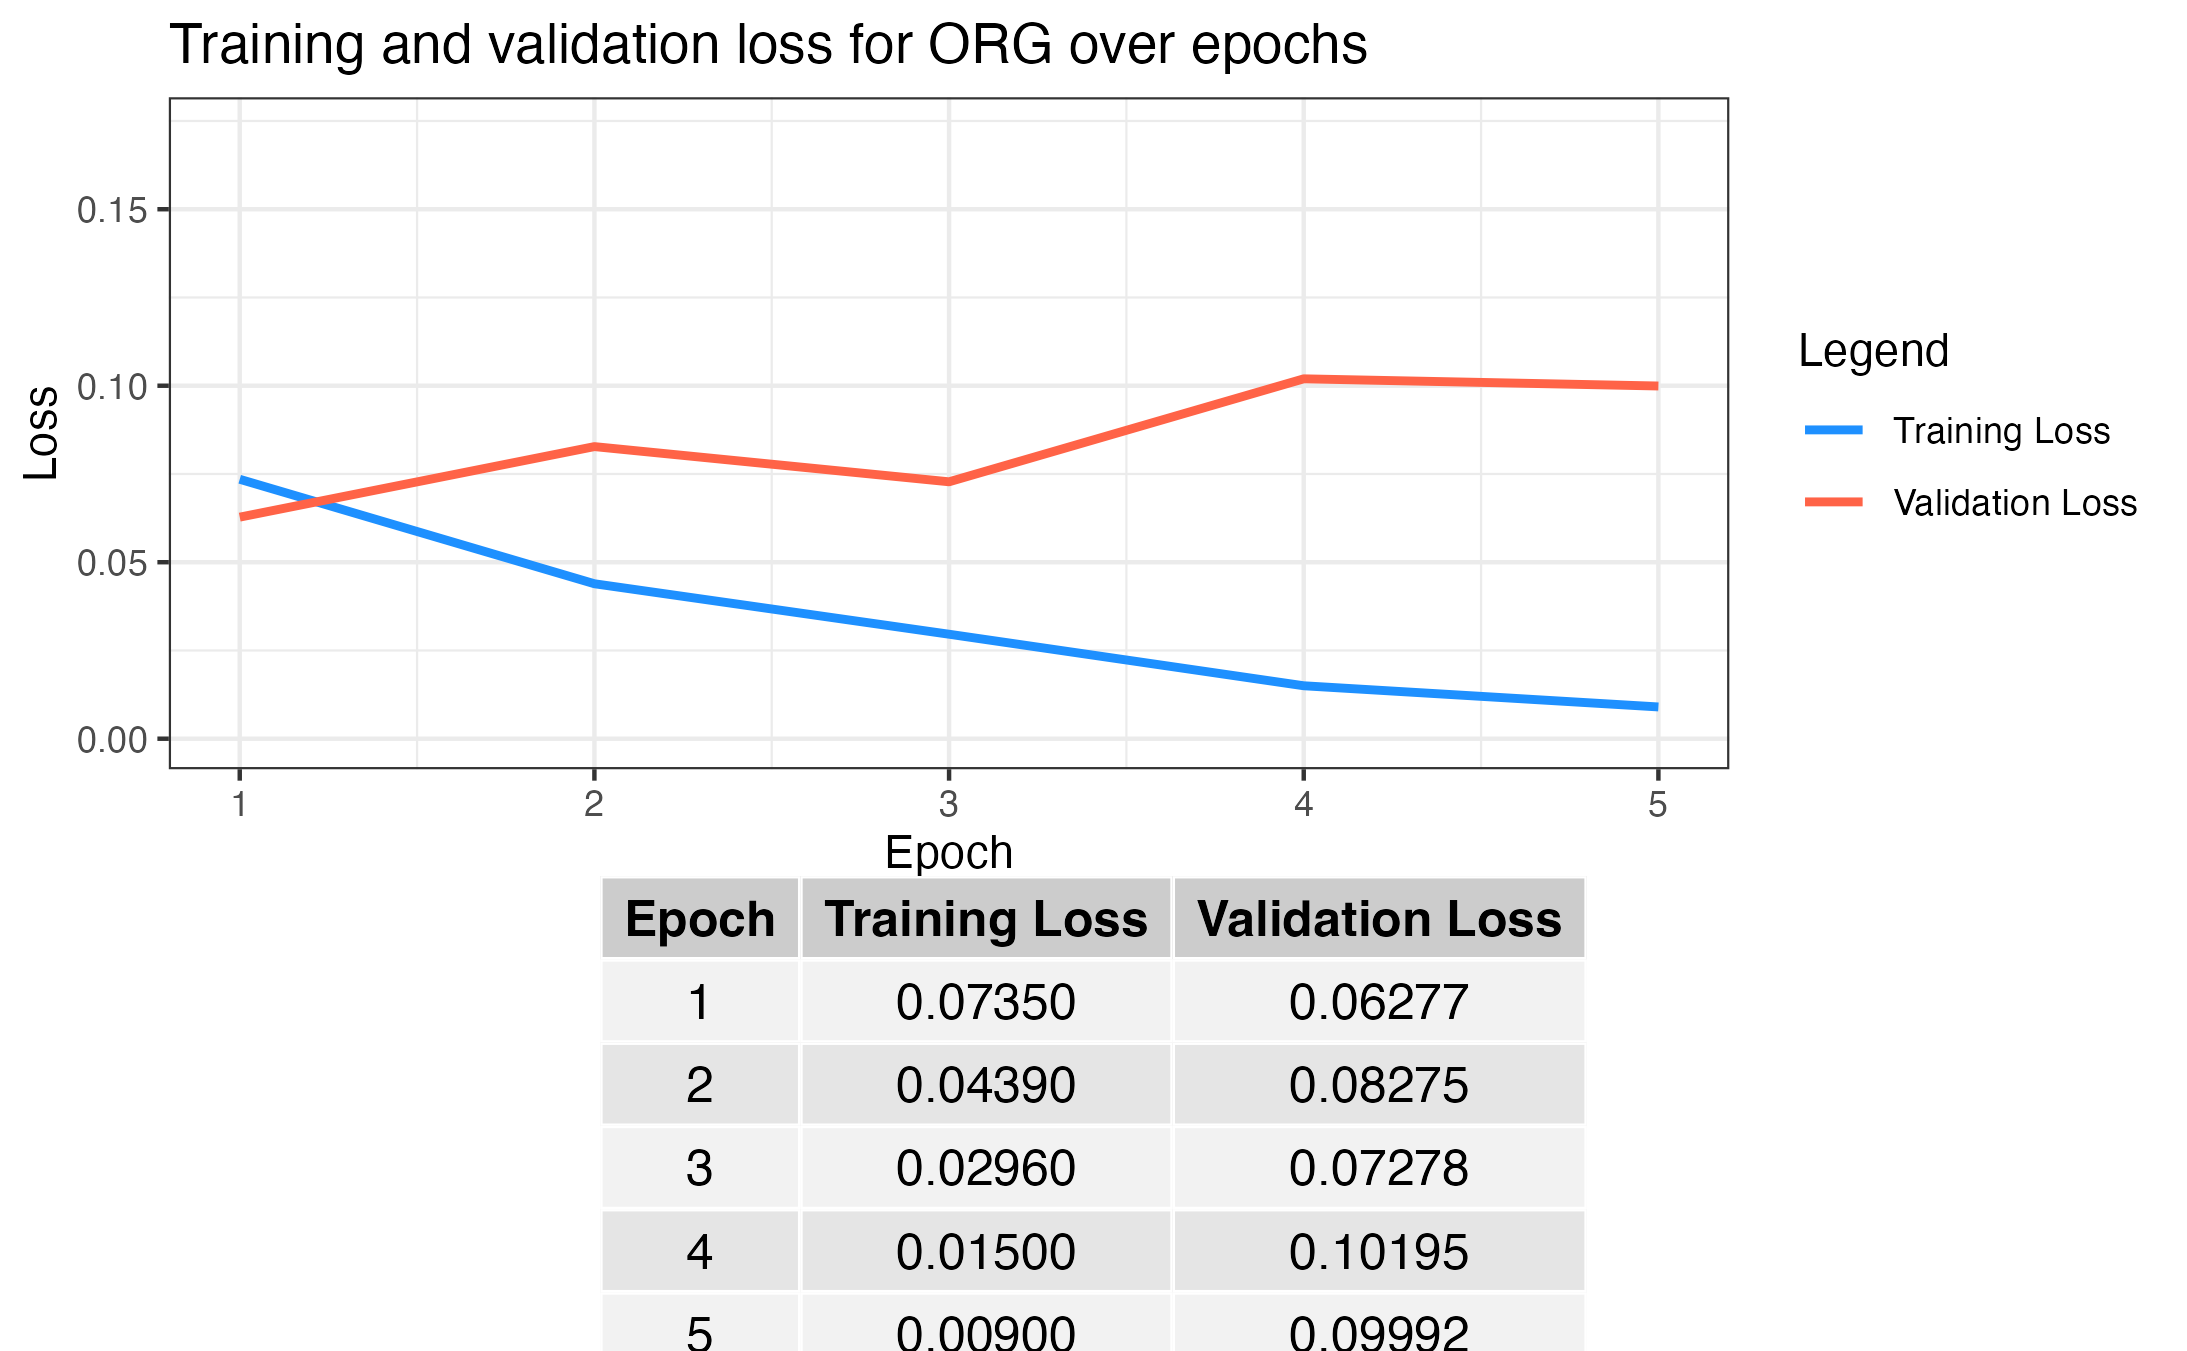 Training and validation loss for ORG over epochs
0.15
0.10
0.05
0.00
Loss
1 2 3 4 5
Epoch
Legend
Training Loss
Validation Loss
Epoch Training Loss Validation Loss
1 0.07350 0.06277
2 0.04390 0.08275
3 0.02960 0.07278
4 0.01500 0.10195
5 0.00900 0.09992